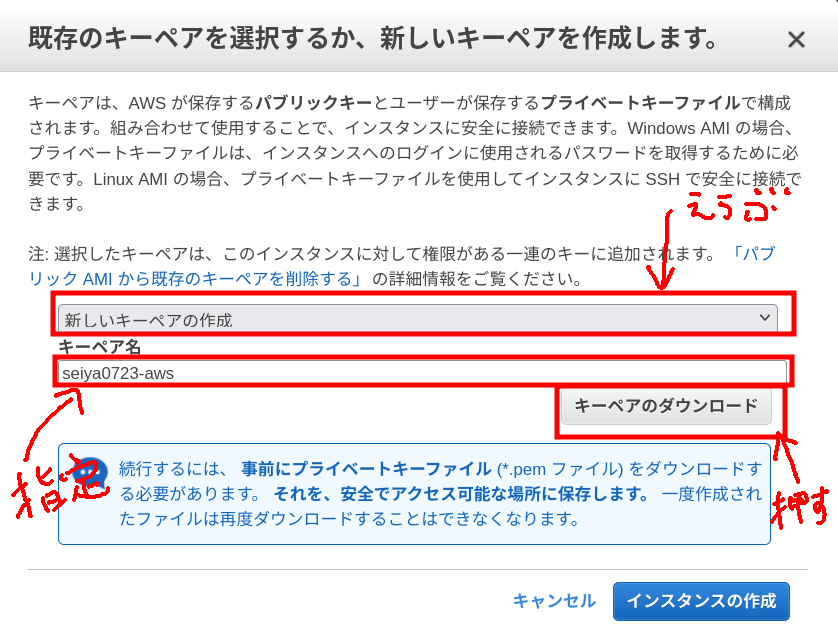 既存のキーペアを選択するか、新しいキーペアを作成します。
キーペアは、AWS が保存するパブリックキーとユーザーが保存するプライベートキーファイルで構成
されます。組み合わせて使用することで、インスタンスに安全に接続できます。Windows AMI の場合、
プライベートキーファイルは、インスタンスへのログインに使用されるパスワードを取得するために必
要です。Linux AMI の場合、プライベートキーファイルを使用してインスタンスに SSH で安全に接続で
きます。
えらぶ
注: 選択したキーペアは、このインスタンスに対して権限がある一連のキーに追加されます。 「パブ
リック AMI から既存のキーペアを削除する」 の詳細情報をご覧ください。
新しいキーペアの作成
キーペア名
seiya0723-aws
キーペアのダウンロード
指定
続行するには、 事前にプライベートキーファイル (*.pem ファイル) をダウンロードす
る必要があります。 それを、安全でアクセス可能な場所に保存します。 一度作成され
たファイルは再度ダウンロードすることはできなくなります。
押す
キャンセル
インスタンスの作成